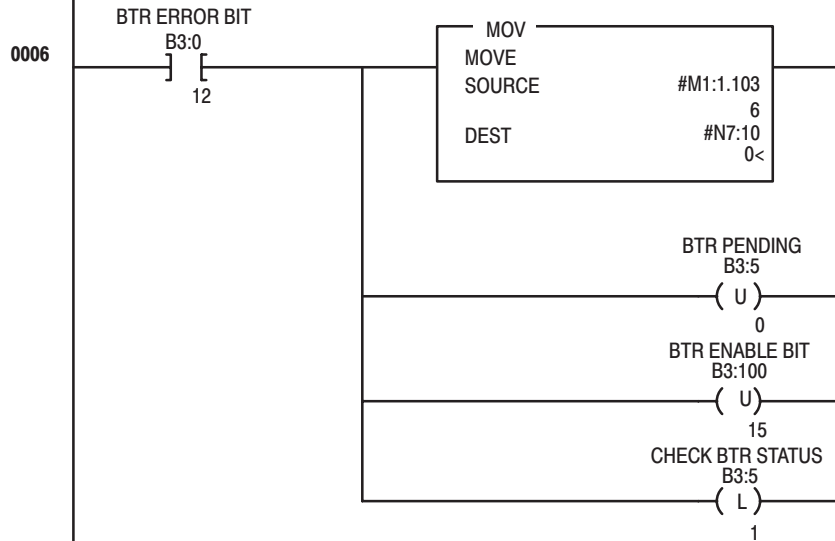 BTR ERROR BIT
B3:0
0006
12
MOV
MOVE
SOURCE #M1:1.103
6
DEST #N7:10
0<
BTR PENDING
B3:5
U
0
BTR ENABLE BIT
B3:100
U
15
CHECK BTR STATUS
B3:5
L
1